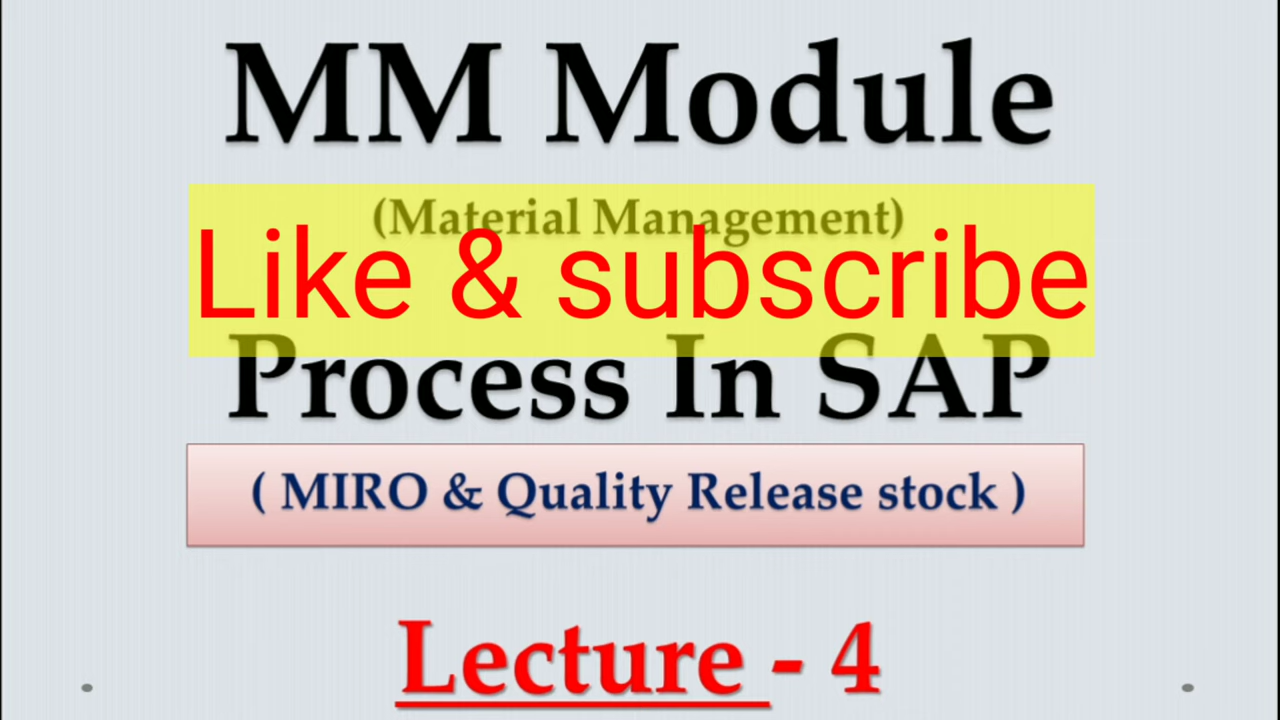 MM Module
(Material Management)
Like & subscribe
Process In SAP
( MIRO & Quality Release stock )
Lecture - 4